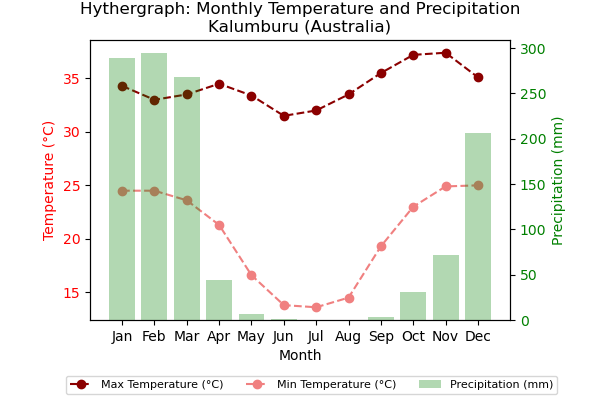 Hythergraph: Monthly Temperature and Precipitation
Kalumburu (Australia)
35
30
25
20
15
Temperature (°C)
300
250
200
150
100
50
0
Precipitation (mm)
Jan Feb Mar Apr May Jun Jul Aug Sep Oct Nov Dec
Month
Max Temperature (°C) Min Temperature (°C) Precipitation (mm)